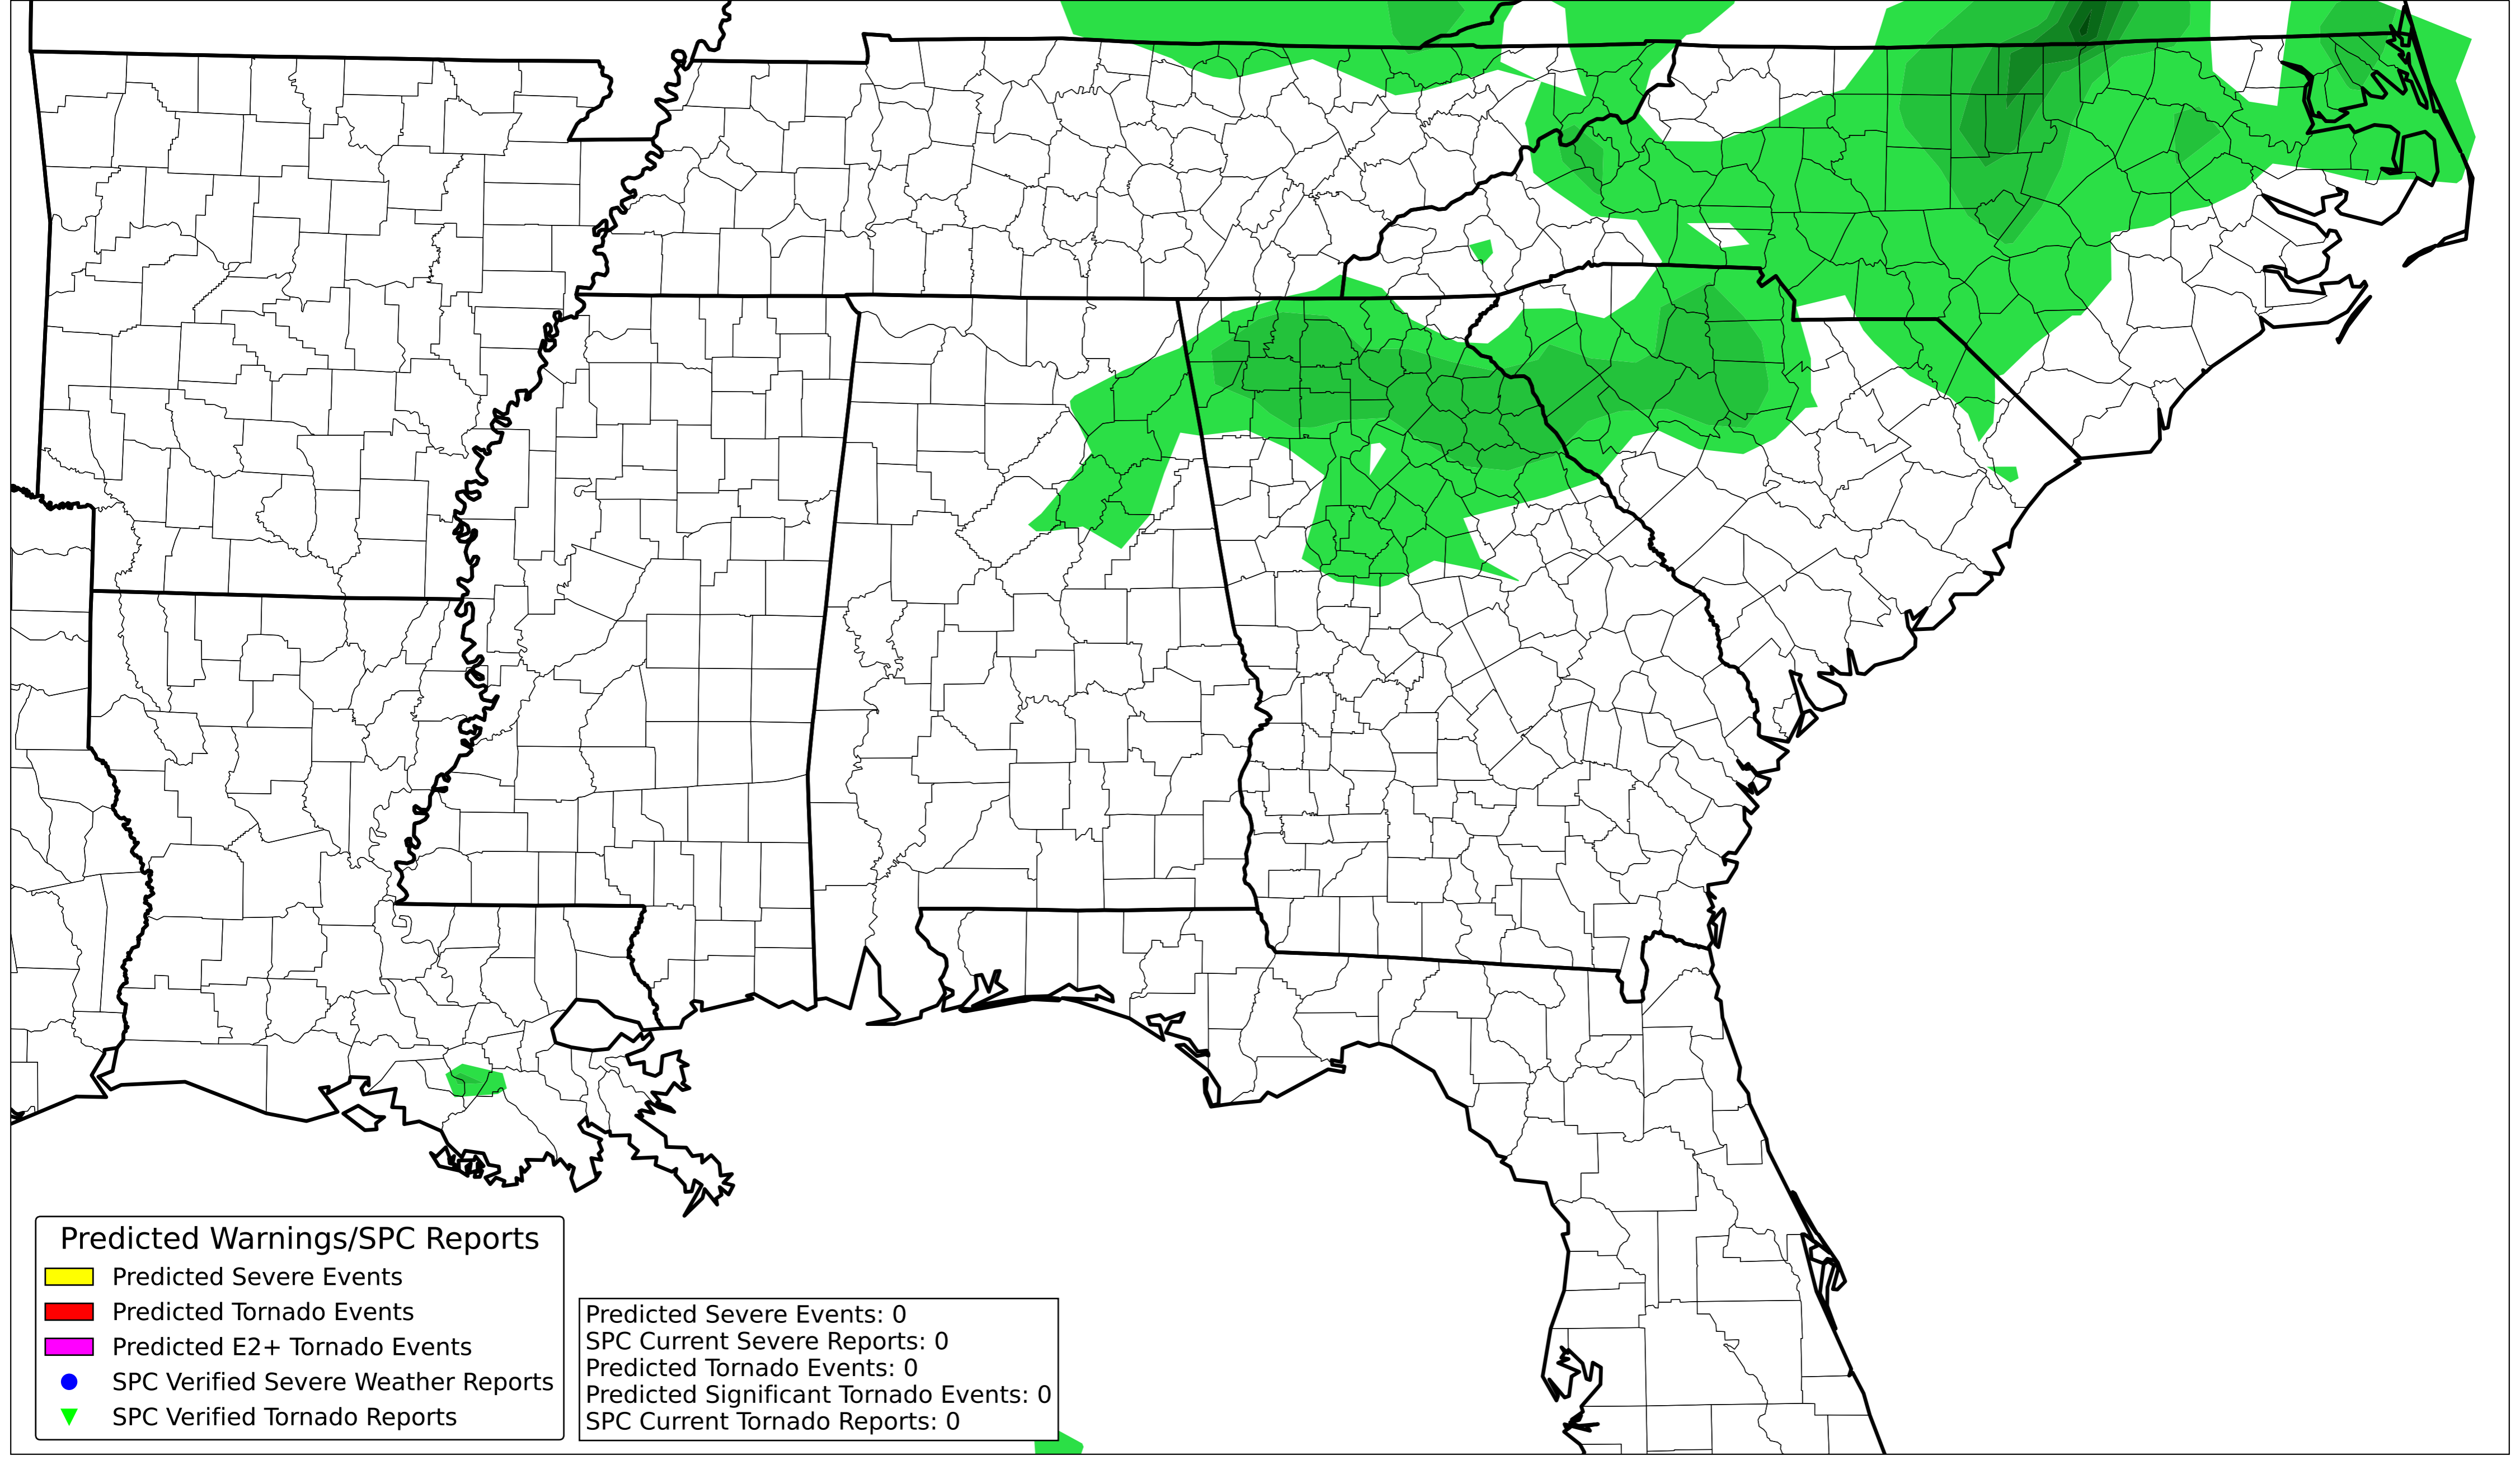 Predicted Warnings/SPC Reports
Predicted Severe Events
Predicted Tornado Events
Predicted E2+ Tornado Events
SPC Verified Severe Weather Reports
SPC Verified Tornado Reports
Predicted Severe Events: 0
SPC Current Severe Reports: 0
Predicted Tornado Events: 0
Predicted Significant Tornado Events: 0
SPC Current Tornado Reports: 0